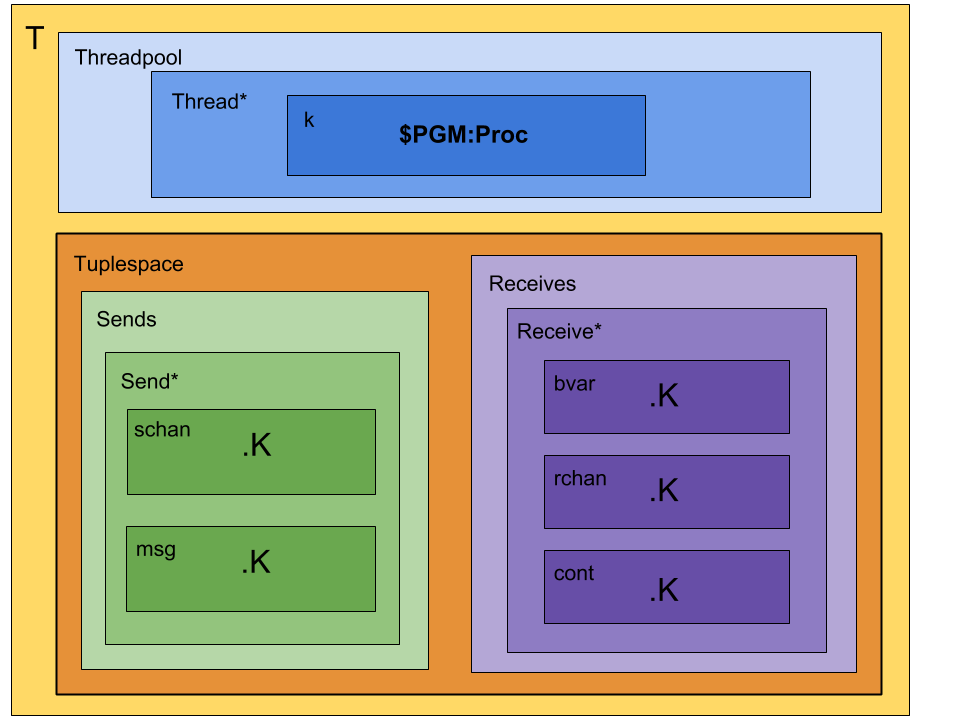 T
Threadpool
Thread*
k
$PGM:Proc
Tuplespace
Sends
Send*
schan
.K
msg
.K
Receives
Receive*
bvar
.K
rchan
.K
cont
.K